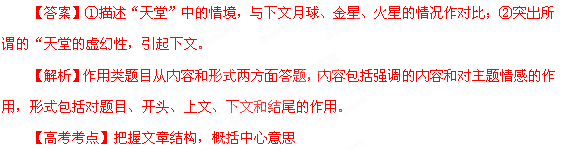 【答案】①描述“天堂”中的情境，与下文月球、金星、火星的情况作对比；②突出所
谓的“天堂的虚幻性，引起下文。
【解析】作用类题目从内容和形式两方面答题，内容包括强调的内容和对主题情感的作
用，形式包括对题目、开头、上文、下文和结尾的作用。
【高考考点】把握文章结构，概括中心意思